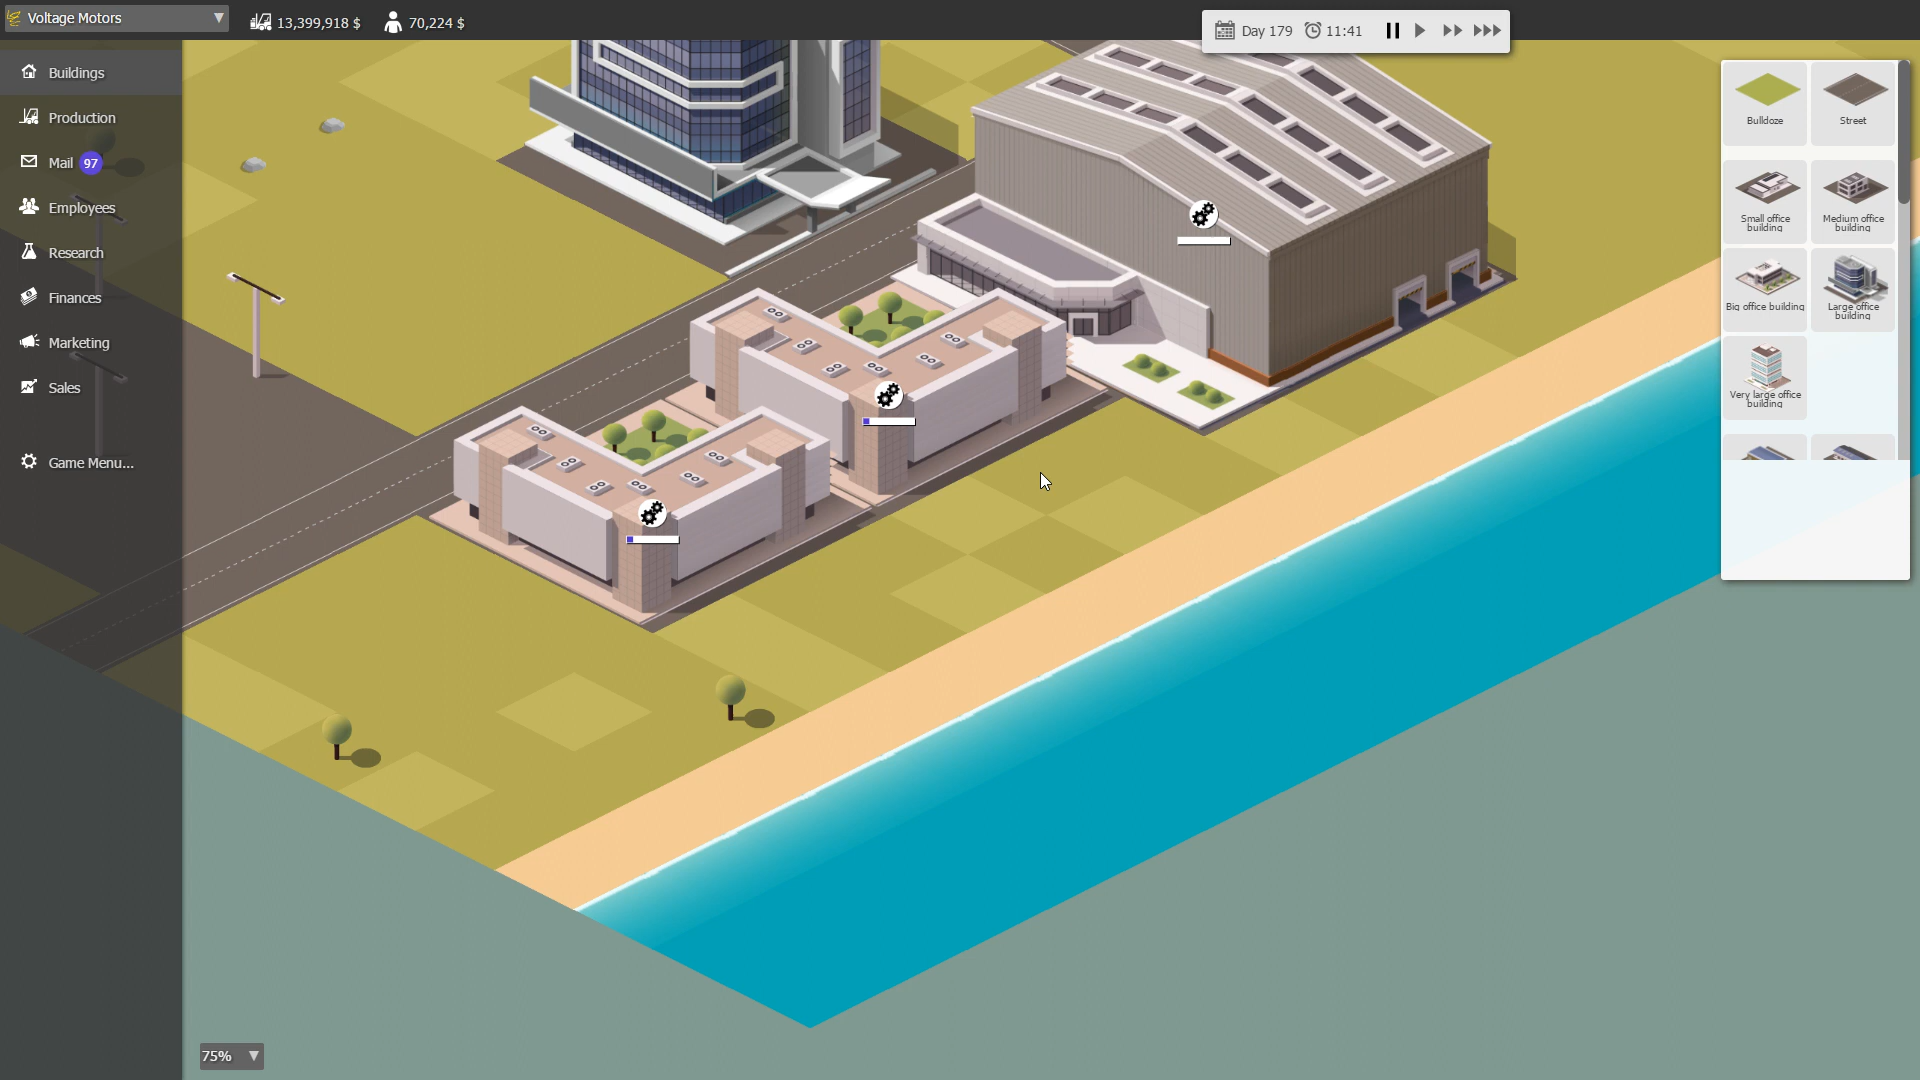 Voltage Motors
13,399,918 $
70,224 $
Day 179
11:41
Buildings
Production
Mail 97
Employees
Research
Finances
Marketing
Sales
Game Menu...
Bulldoze
Street
Small office
building
Medium office
building
Big office building
Large office
building
Very large office
building
75%